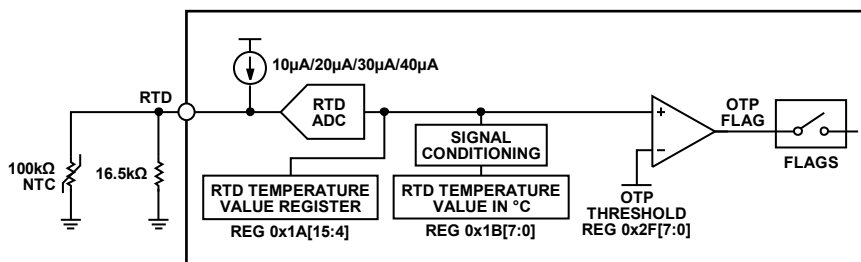 10µA/20µA/30µA/40µA
RTD
RTD
ADC
OTP
FLAG
+
−
SIGNAL
CONDITIONING
FLAGS
100kΩ
NTC
16.5kΩ
RTD TEMPERATURE
VALUE REGISTER
RTD TEMPERATURE
VALUE IN °C
OTP
THRESHOLD
REG 0x2F[7:0]
REG 0x1A[15:4]
REG 0x1B[7:0]